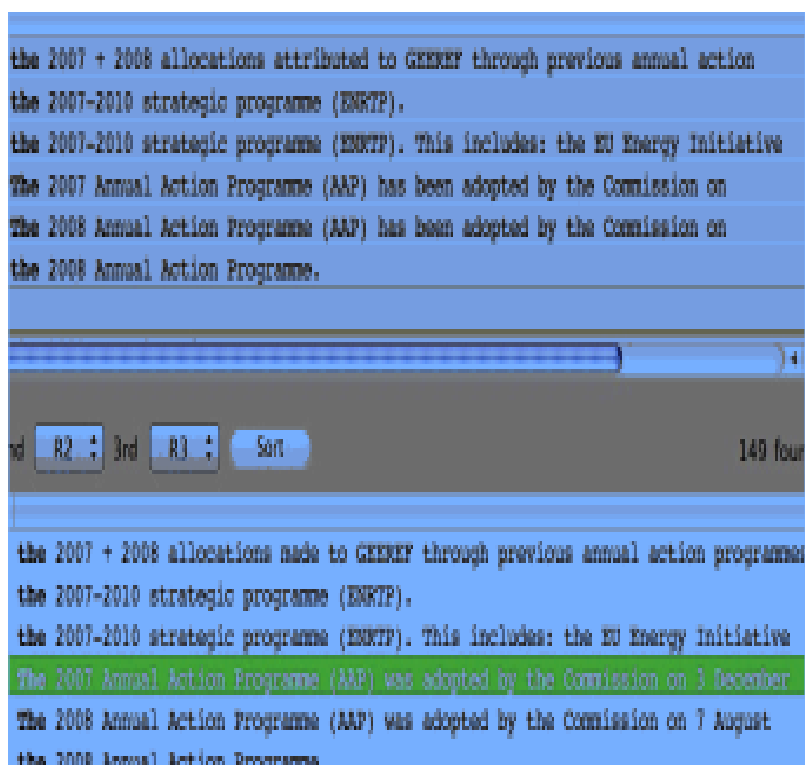 the 2007 + 2008 allocations attributed to GEEREF through previous annual action
the 2007-2010 strategic programme (ENRTP).
the 2007-2010 strategic programme (ENRTP). This includes: the EU Energy Initiative
The 2007 Annual Action Programme (AAP) has been adopted by the Commission on
The 2008 Annual Action Programme (AAP) has been adopted by the Commission on
the 2008 Annual Action Programme.
nd R2 3rd R3 Sort 149 four
the 2007 + 2008 allocations made to GEEREF through previous annual action programmes
the 2007-2010 strategic programme (ENRTP).
the 2007-2010 strategic programme (ENRTP). This includes: the EU Energy Initiative
The 2007 Annual Action Programme (AAP) was adopted by the Commission on 3 December
The 2008 Annual Action Programme (AAP) was adopted by the Commission on 7 August
the 2008 Annual Action Programme